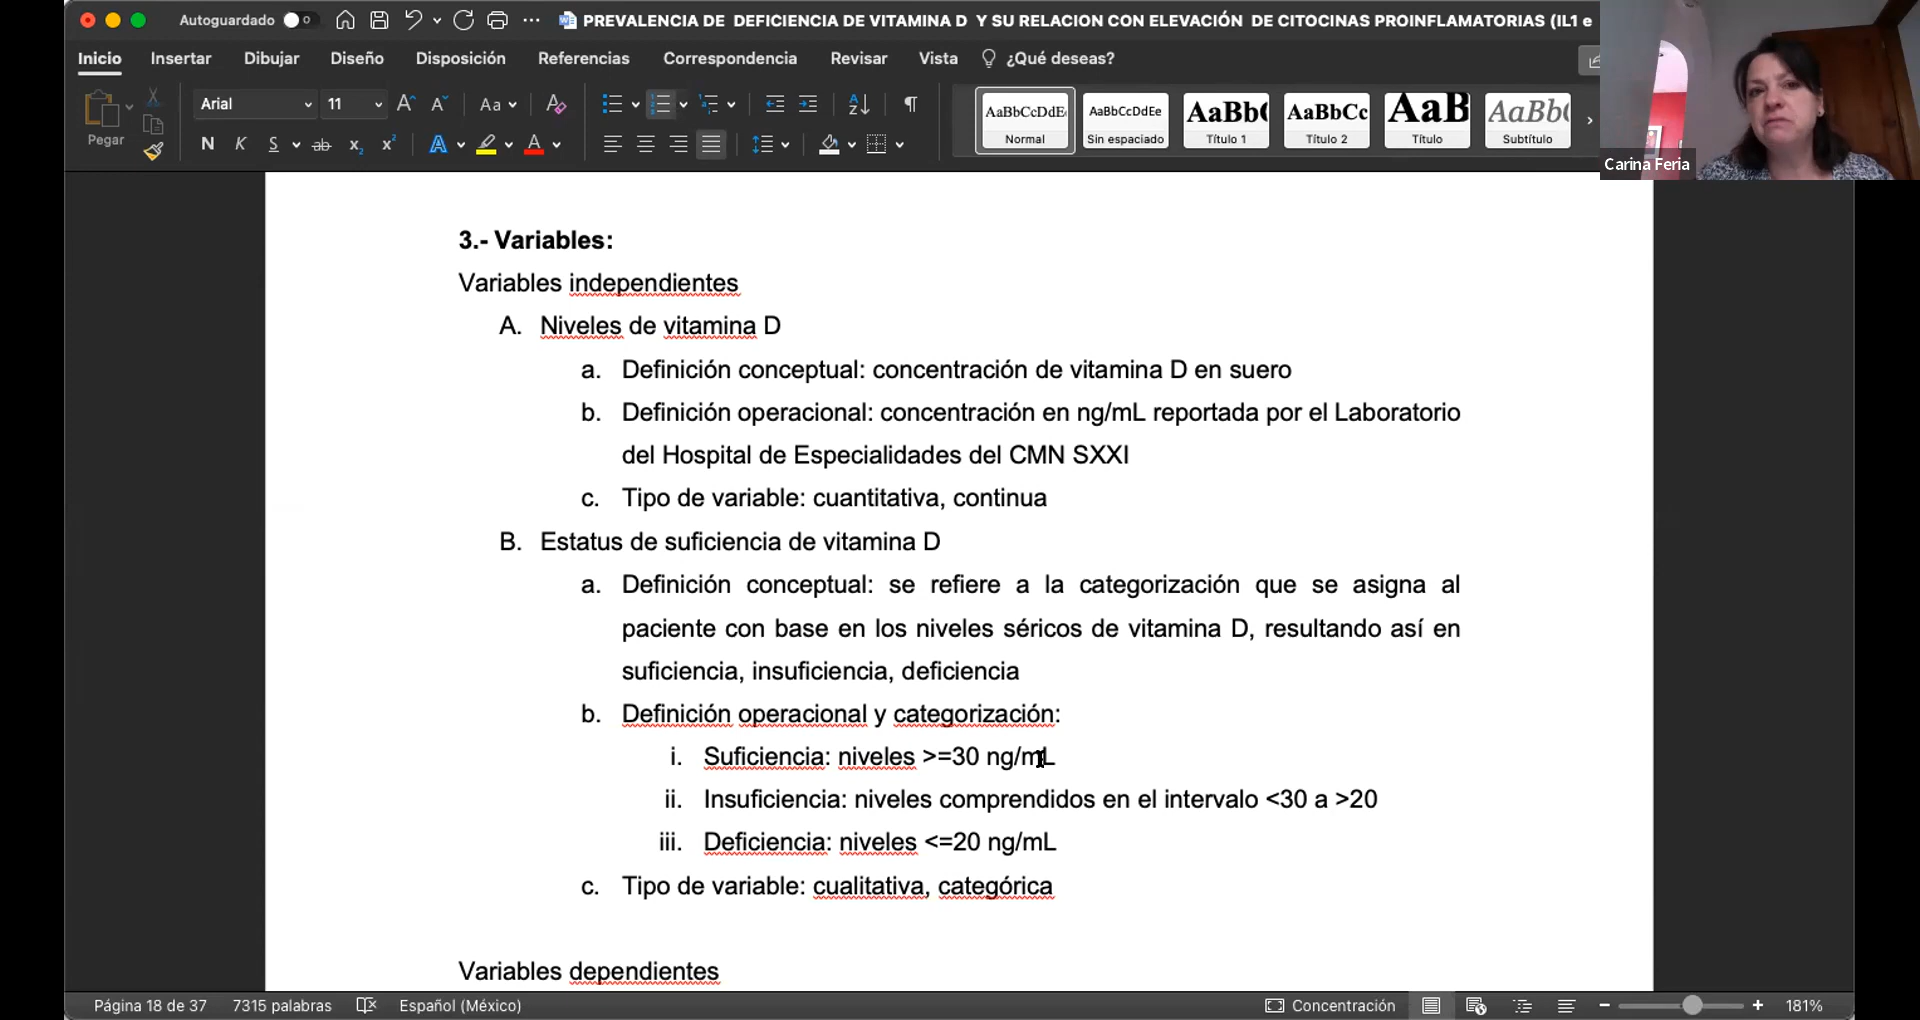 Autoguardado
PREVALENCIA DE DEFICIENCIA DE VITAMINA D Y SU RELACION CON ELEVACIÓN DE CITOCINAS PROINFLAMATORIAS (IL1 e
Inicio Insertar Dibujar Diseño Disposición Referencias Correspondencia Revisar Vista ¿Qué deseas?
Pegar
Arial 11
Aa
N K S ab x₂ x²
AaBbCcDdE AaBbCcDdEe AaBb( AaBbCc AaB AaBb(
Normal Sin espaciado Título 1 Título 2 Título Subtítulo
Carina Feria
3.- Variables:
Variables independientes
A. Niveles de vitamina D
a. Definición conceptual: concentración de vitamina D en suero
b. Definición operacional: concentración en ng/mL reportada por el Laboratorio
del Hospital de Especialidades del CMN SXXI
c. Tipo de variable: cuantitativa, continua
B. Estatus de suficiencia de vitamina D
a. Definición conceptual: se refiere a la categorización que se asigna al
paciente con base en los niveles séricos de vitamina D, resultando así en
suficiencia, insuficiencia, deficiencia
b. Definición operacional y categorización:
i. Suficiencia: niveles >=30 ng/mL
ii. Insuficiencia: niveles comprendidos en el intervalo <30 a >20
iii. Deficiencia: niveles <=20 ng/mL
c. Tipo de variable: cualitativa, categórica
Variables dependientes
Página 18 de 37 7315 palabras Español (México) Concentración 181%